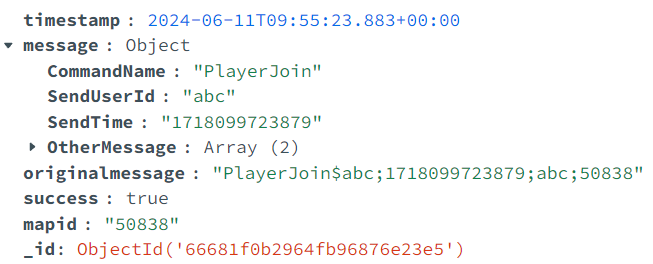 timestamp : 2024-06-11T09:55:23.883+00:00
message : Object
CommandName : "PlayerJoin"
SendUserId : "abc"
SendTime : "1718099723879"
OtherMessage : Array (2)
originalmessage : "PlayerJoin$abc;1718099723879;abc;50838"
success : true
mapid : "50838"
_id: ObjectId('66681f0b2964fb96876e23e5')